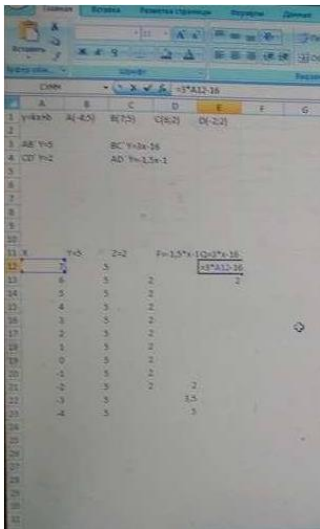 Главная Вставка Разметка страницы Формулы Данные
Вставить
Ж К Ч
Шрифт
СУММ =3*A12-16
A B C D E F G
1 y=kx+b A(-4;5) B(7;5) C(6;2) D(-2;2)
2
3 AB Y=5 BC Y=3x-16
4 CD Y=2 AD Y=-1,5x-1
5
6
7
8
9
10
11 X Y=5 Z=2 F=-1,5*x-1 Q=3*x-16
12 7 5 =3*A12-16
13 6 5 2 2
14 5 5 2
15 4 5 2
16 3 5 2
17 2 5 2
18 1 5 2
19 0 5 2
20 -1 5 2
21 -2 5 2 2
22 -3 5 3,5
23 -4 5 5
24
25
26
27
28
29
30
31